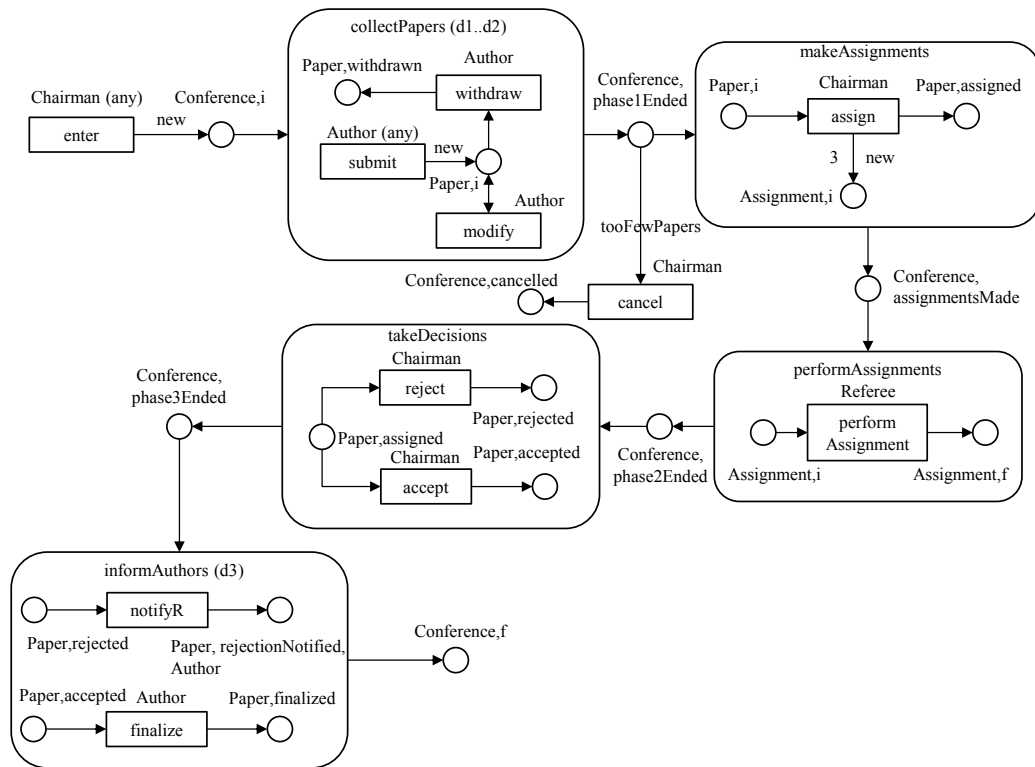 collectPapers (d1..d2)
Author
Paper,withdrawn
withdraw
Author (any)
new
submit
Paper,i
Author
modify
Chairman (any)
new
enter
Conference,i
Conference,
phase1Ended
tooFewPapers
Chairman
cancel
Conference,cancelled
makeAssignments
Paper,i
Chairman
Paper,assigned
assign
3
new
Assignment,i
Conference,
assignmentsMade
performAssignments
Referee
perform
Assignment
Assignment,i
Assignment,f
Conference,
phase2Ended
takeDecisions
Chairman
reject
Paper,rejected
Paper,assigned
Chairman
Paper,accepted
accept
Conference,
phase3Ended
informAuthors (d3)
notifyR
Paper,rejected
Paper, rejectionNotified,
Author
Paper,accepted
Author
Paper,finalized
finalize
Conference,f